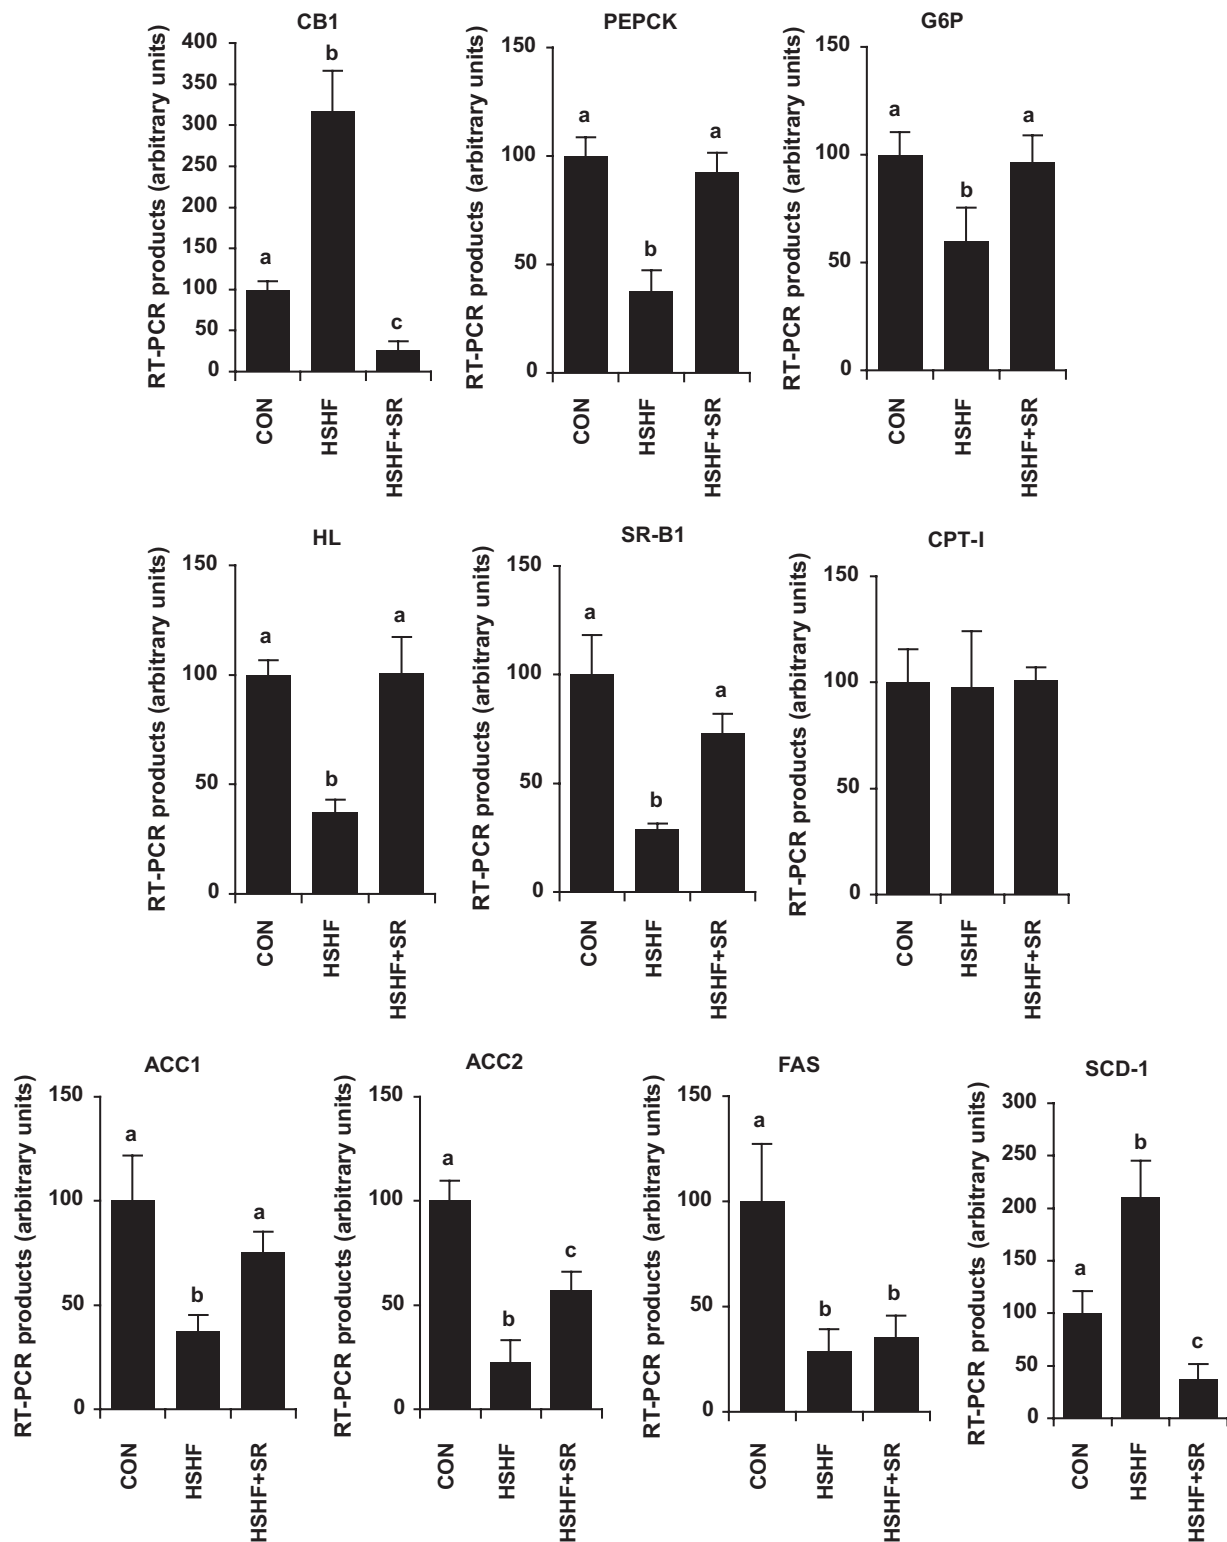 CB1
RT-PCR products (arbitrary units)
400
350
300
250
200
150
100
50
0
a
b
c
CON
HSHF
HSHF+SR
PEPCK
RT-PCR products (arbitrary units)
150
100
50
0
a
b
a
CON
HSHF
HSHF+SR
G6P
RT-PCR products (arbitrary units)
150
100
50
0
a
b
a
CON
HSHF
HSHF+SR
HL
RT-PCR products (arbitrary units)
150
100
50
0
a
b
a
CON
HSHF
HSHF+SR
SR-B1
RT-PCR products (arbitrary units)
150
100
50
0
a
b
a
CON
HSHF
HSHF+SR
CPT-I
RT-PCR products (arbitrary units)
150
100
50
0
CON
HSHF
HSHF+SR
ACC1
RT-PCR products (arbitrary units)
150
100
50
0
a
b
a
CON
HSHF
HSHF+SR
ACC2
RT-PCR products (arbitrary units)
150
100
50
0
a
b
c
CON
HSHF
HSHF+SR
FAS
RT-PCR products (arbitrary units)
150
100
50
0
a
b
b
CON
HSHF
HSHF+SR
SCD-1
RT-PCR products (arbitrary units)
300
250
200
150
100
50
0
a
b
c
CON
HSHF
HSHF+SR